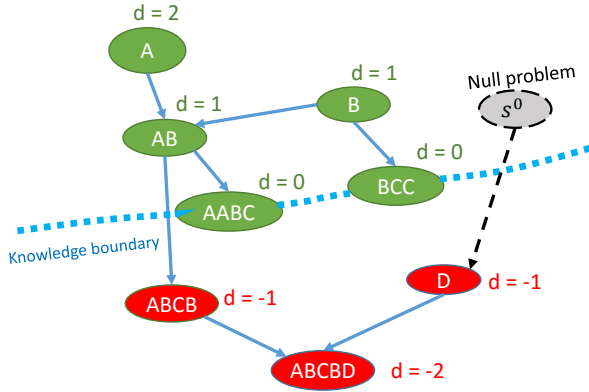 d = 2
A
d = 1
AB
d = 1
B
Null problem
s⁰
d = 0
AABC
d = 0
BCC
Knowledge boundary
ABCB
d = -1
D
d = -1
ABCBD
d = -2